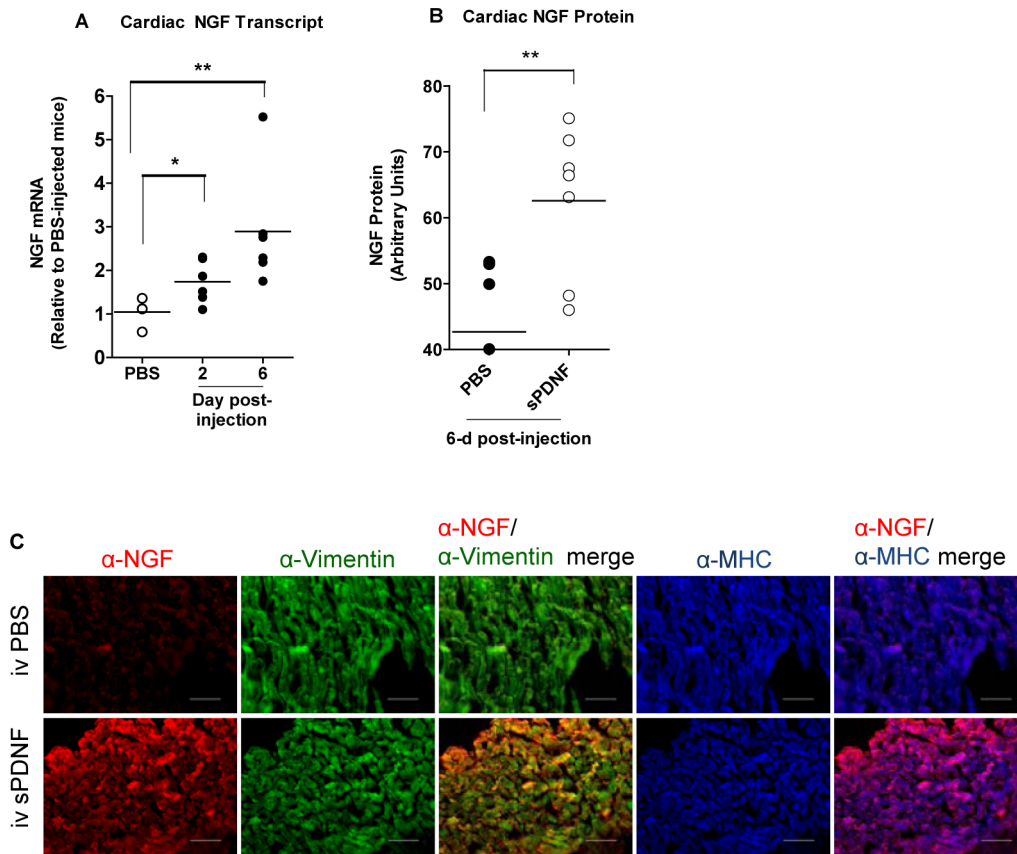 A Cardiac NGF Transcript
NGF mRNA
(Relative to PBS-injected mice)
6
5
4
3
2
1
0
**
*
PBS 2 6
Day post-
injection
B Cardiac NGF Protein
NGF Protein
(Arbitrary Units)
80
70
60
50
40
**
PBS sPDNF
6-d post-injection
C
α-NGF
α-Vimentin
α-NGF/
α-Vimentin merge
α-MHC
α-NGF/
α-MHC merge
iv PBS
iv sPDNF